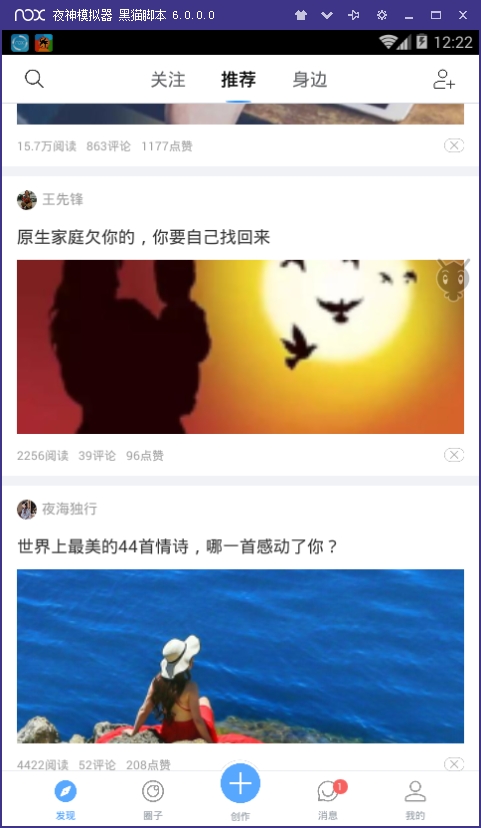 nox 夜神模拟器 黑猫脚本 6.0.0.0
12:22
关注 推荐 身边
15.7万阅读 863评论 1177点赞
王先锋
原生家庭欠你的，你要自己找回来
2256阅读 39评论 96点赞
夜海独行
世界上最美的44首情诗，哪一首感动了你？
4422阅读 52评论 208点赞
1
发现 圈子 创作 消息 我的